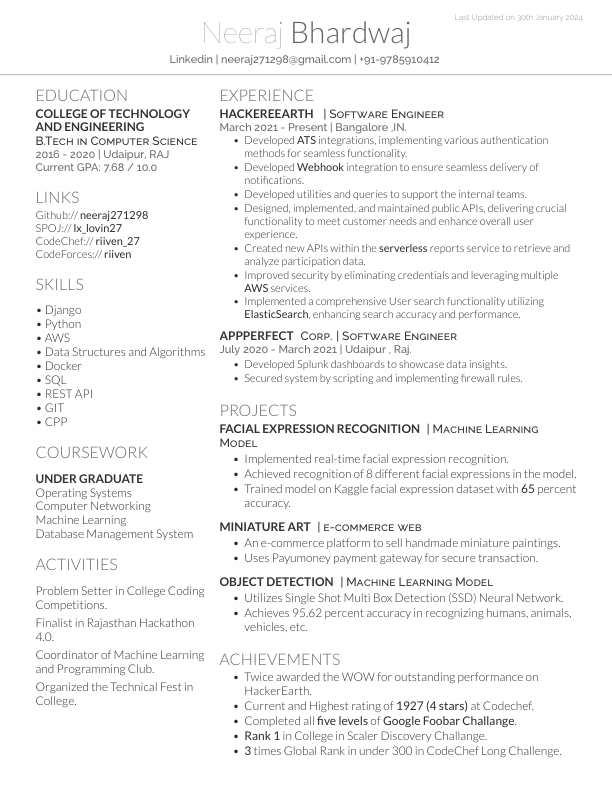 Last Updated on 30th January 2024
Neeraj Bhardwaj
Linkedin | neeraj271298@gmail.com | +91-9785910412
EDUCATION
COLLEGE OF TECHNOLOGY
AND ENGINEERING
B.Tech in Computer Science
2016 - 2020 | Udaipur, RAJ
Current GPA: 7.68 / 10.0
LINKS
Github:// neeraj271298
SPOJ:// lx_lovin27
CodeChef:// riiven_27
CodeForces:// riiven
SKILLS
• Django
• Python
• AWS
• Data Structures and Algorithms
• Docker
• SQL
• REST API
• GIT
• CPP
COURSEWORK
UNDER GRADUATE
Operating Systems
Computer Networking
Machine Learning
Database Management System
ACTIVITIES
Problem Setter in College Coding
Competitions.
Finalist in Rajasthan Hackathon
4.0.
Coordinator of Machine Learning
and Programming Club.
Organized the Technical Fest in
College.
EXPERIENCE
HACKEREEARTH | Software Engineer
March 2021 - Present | Bangalore ,IN.
• Developed ATS integrations, implementing various authentication
methods for seamless functionality.
• Developed Webhook integration to ensure seamless delivery of
notifications.
• Developed utilities and queries to support the internal teams.
• Designed, implemented, and maintained public APIs, delivering crucial
functionality to meet customer needs and enhance overall user
experience.
• Created new APIs within the serverless reports service to retrieve and
analyze participation data.
• Improved security by eliminating credentials and leveraging multiple
AWS services.
• Implemented a comprehensive User search functionality utilizing
ElasticSearch, enhancing search accuracy and performance.
APPPERFECT Corp. | Software Engineer
July 2020 - March 2021 | Udaipur , Raj.
• Developed Splunk dashboards to showcase data insights.
• Secured system by scripting and implementing firewall rules.
PROJECTS
FACIAL EXPRESSION RECOGNITION | Machine Learning
Model
• Implemented real-time facial expression recognition.
• Achieved recognition of 8 different facial expressions in the model.
• Trained model on Kaggle facial expression dataset with 65 percent
accuracy.
MINIATURE ART | e-commerce web
• An e-commerce platform to sell handmade miniature paintings.
• Uses Payumoney payment gateway for secure transaction.
OBJECT DETECTION | Machine Learning Model
• Utilizes Single Shot Multi Box Detection (SSD) Neural Network.
• Achieves 95.62 percent accuracy in recognizing humans, animals,
vehicles, etc.
ACHIEVEMENTS
• Twice awarded the WOW for outstanding performance on
HackerEarth.
• Current and Highest rating of 1927 (4 stars) at Codechef.
• Completed all five levels of Google Foobar Challange.
• Rank 1 in College in Scaler Discovery Challange.
• 3 times Global Rank in under 300 in CodeChef Long Challenge.